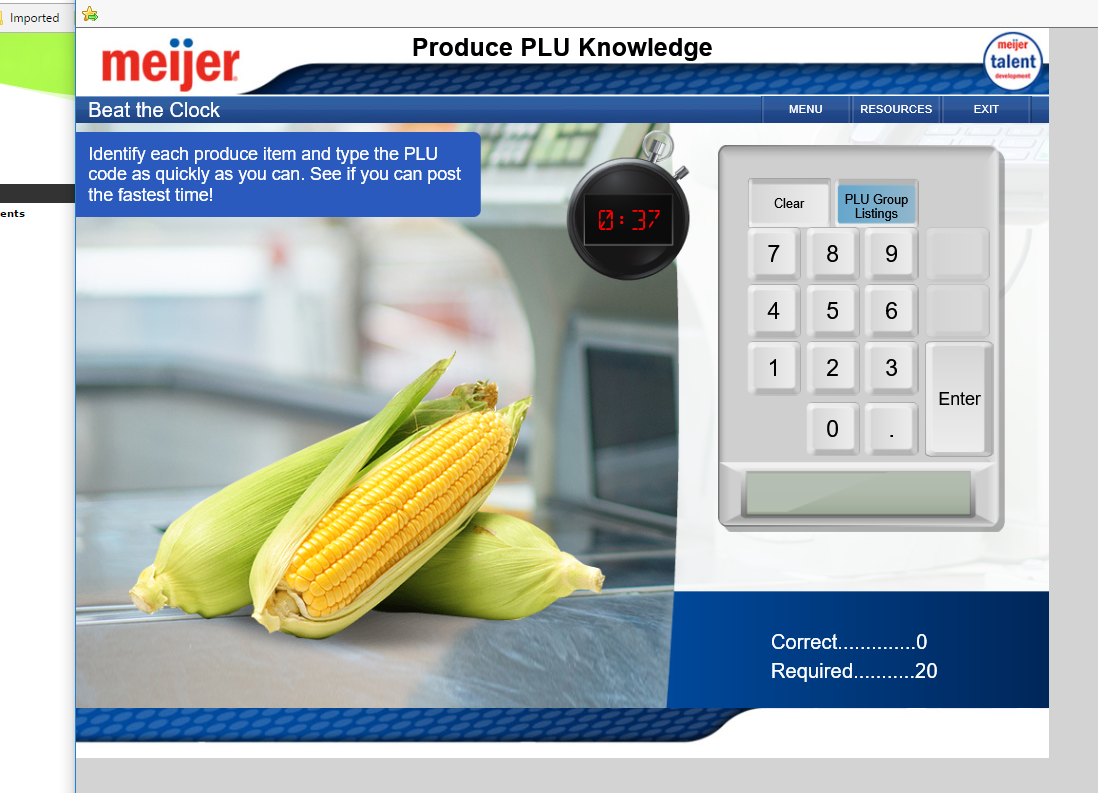 Imported
ents
meijer
Produce PLU Knowledge
meijer
talent
development
Beat the Clock
MENU
RESOURCES
EXIT
Identify each produce item and type the PLU
code as quickly as you can. See if you can post
the fastest time!
0:37
Clear
PLU Group
Listings
7 8 9
4 5 6
1 2 3
Enter
0 .
Correct..............0
Required...........20